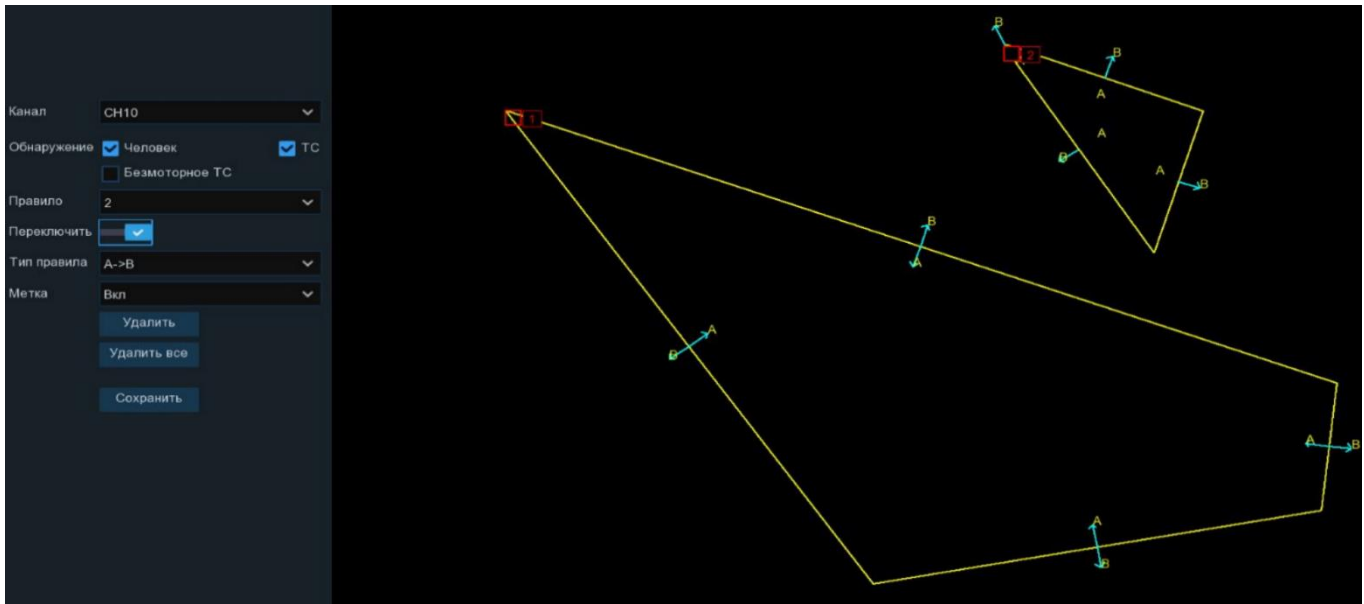 Канал CH10
Обнаружение Человек ТС
Безмоторное ТС
Правило 2
Переключить
Тип правила A->B
Метка Вкл
Удалить
Удалить все
Сохранить
B
2
B
A
A
B
A
B
1
B
A
A
B
A
B
A
B